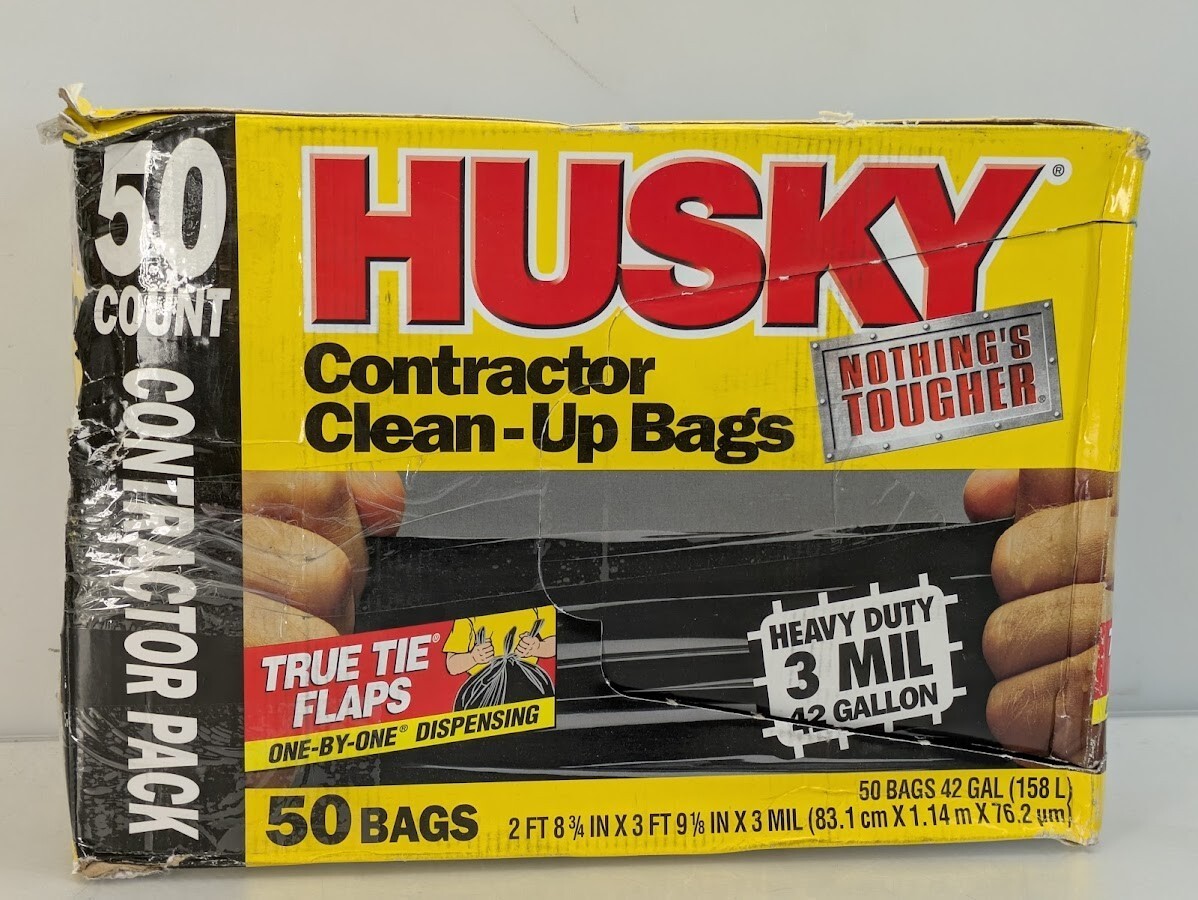 50
COUNT
CONTRACTOR PACK
HUSKY®
Contractor
Clean-Up Bags
NOTHING'S
TOUGHER®
TRUE TIE®
FLAPS
ONE-BY-ONE® DISPENSING
HEAVY DUTY
3 MIL
42 GALLON
50 BAGS
50 BAGS 42 GAL (158 L)
2 FT 8 ¾ IN X 3 FT 9 ⅛ IN X 3 MIL (83.1 cm X 1.14 m X 76.2 µm)